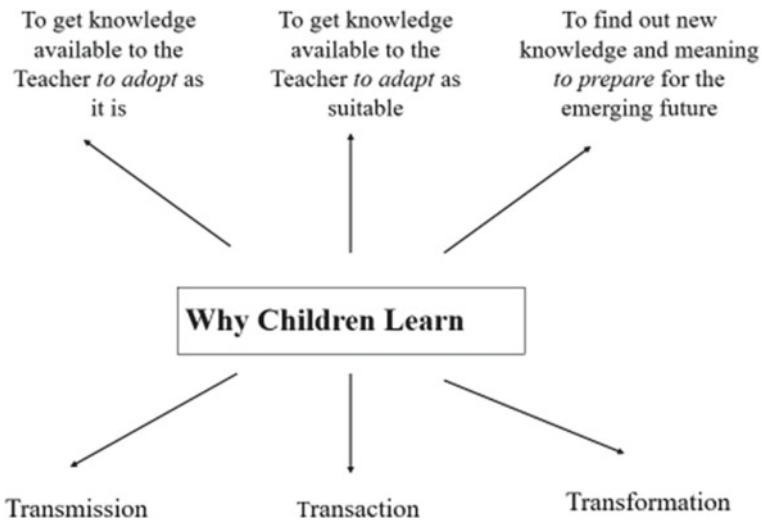 To get knowledge
available to the
Teacher to adopt as
it is
To get knowledge
available to the
Teacher to adapt as
suitable
To find out new
knowledge and meaning
to prepare for the
emerging future
Why Children Learn
Transmission
Transaction
Transformation